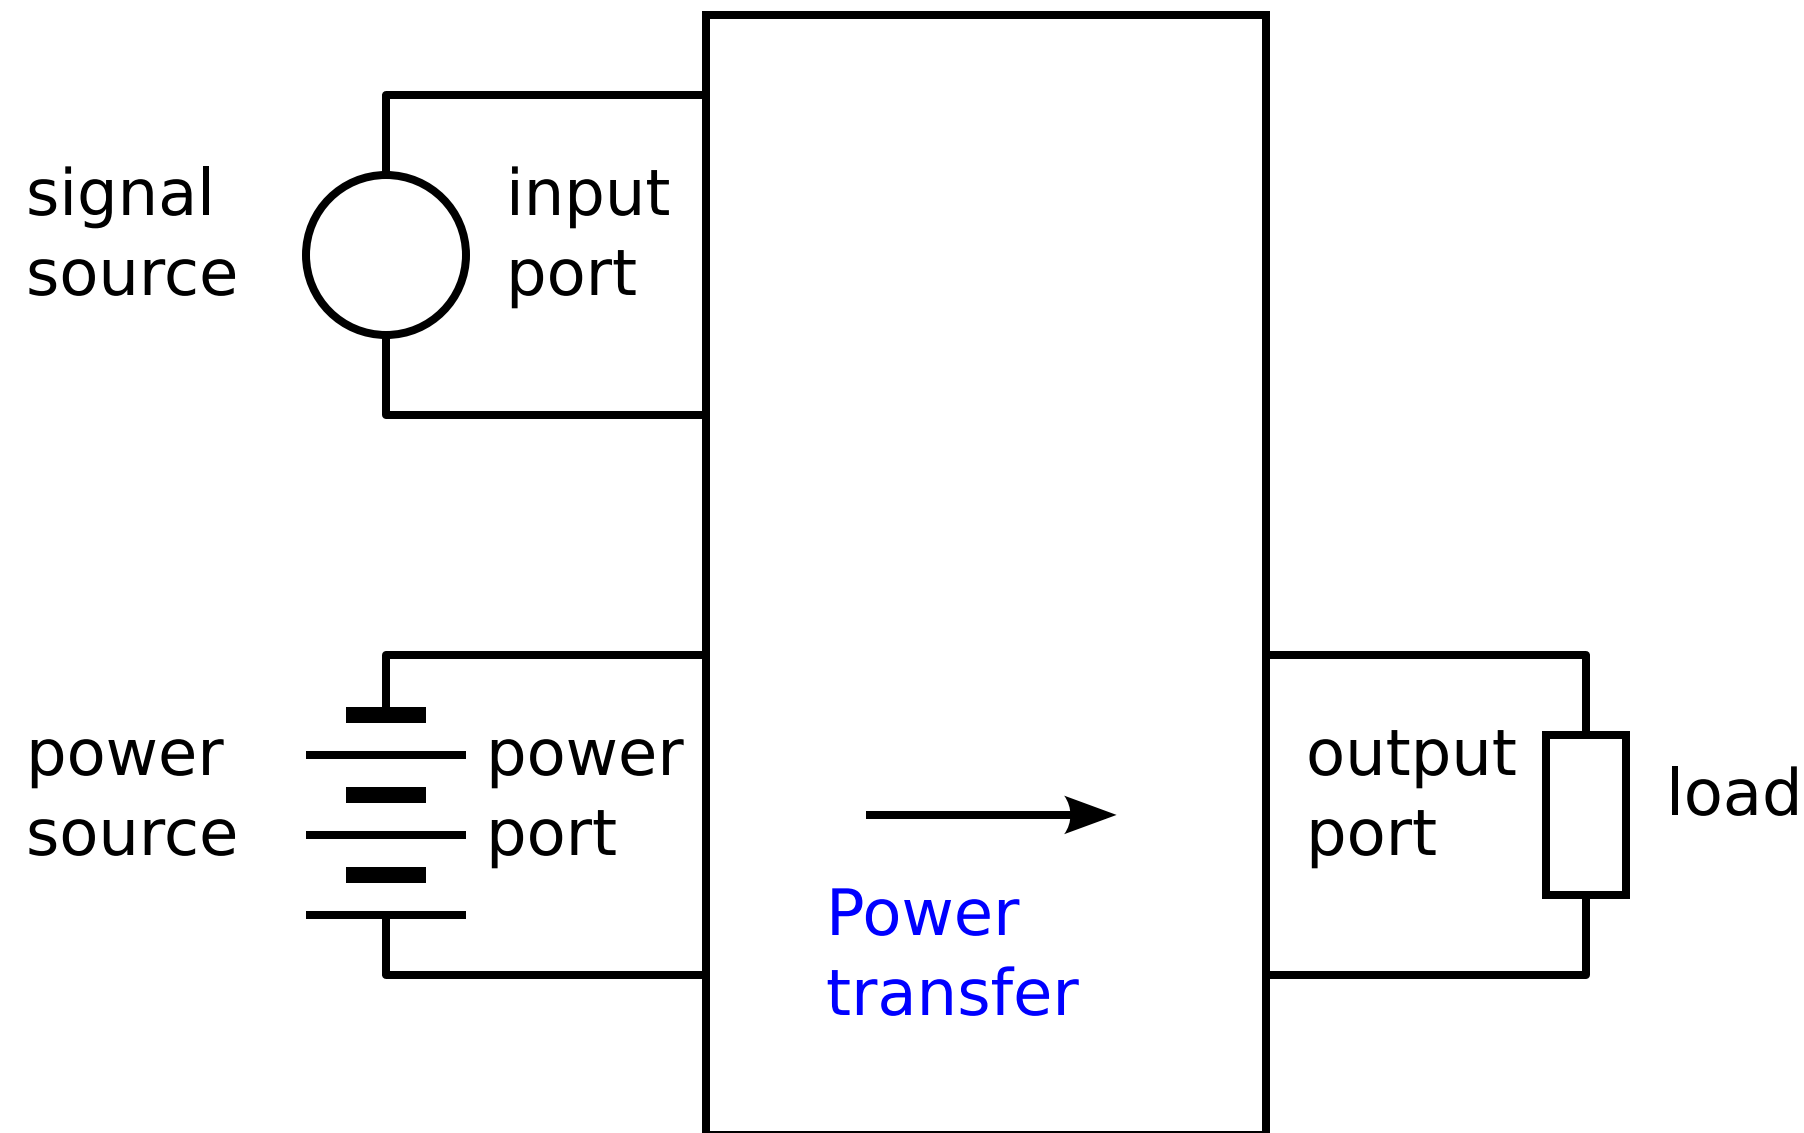 signal
source
input
port
power
source
power
port
Power
transfer
output
port
load